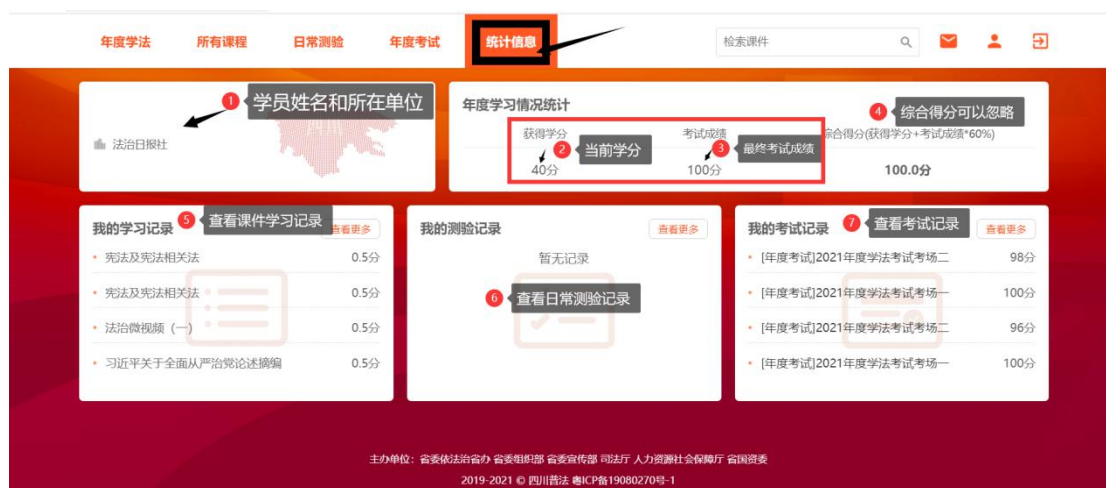 年度学法 所有课程 日常测验 年度考试 统计信息 检索课件
1 学员姓名和所在单位
法治日报社
年度学习情况统计
4 综合得分可以忽略
获得学分 考试成绩 综合得分(获得学分+考试成绩*60%)
2 当前学分 3 最终考试成绩
40分 100分 100.0分
我的学习记录 5 查看课件学习记录 查看更多
宪法及宪法相关法 0.5分
宪法及宪法相关法 0.5分
法治微视频（一） 0.5分
习近平关于全面从严治党论述摘编 0.5分
我的测验记录 查看更多
暂无记录
6 查看日常测验记录
我的考试记录 7 查看考试记录 查看更多
[年度考试]2021年度学法考试考场二 98分
[年度考试]2021年度学法考试考场一 100分
[年度考试]2021年度学法考试考场二 96分
[年度考试]2021年度学法考试考场一 100分
主办单位：省委依法治省办 省委组织部 省委宣传部 司法厅 人力资源社会保障厅 省国资委
2019-2021 © 四川普法 粤ICP备19080270号-1